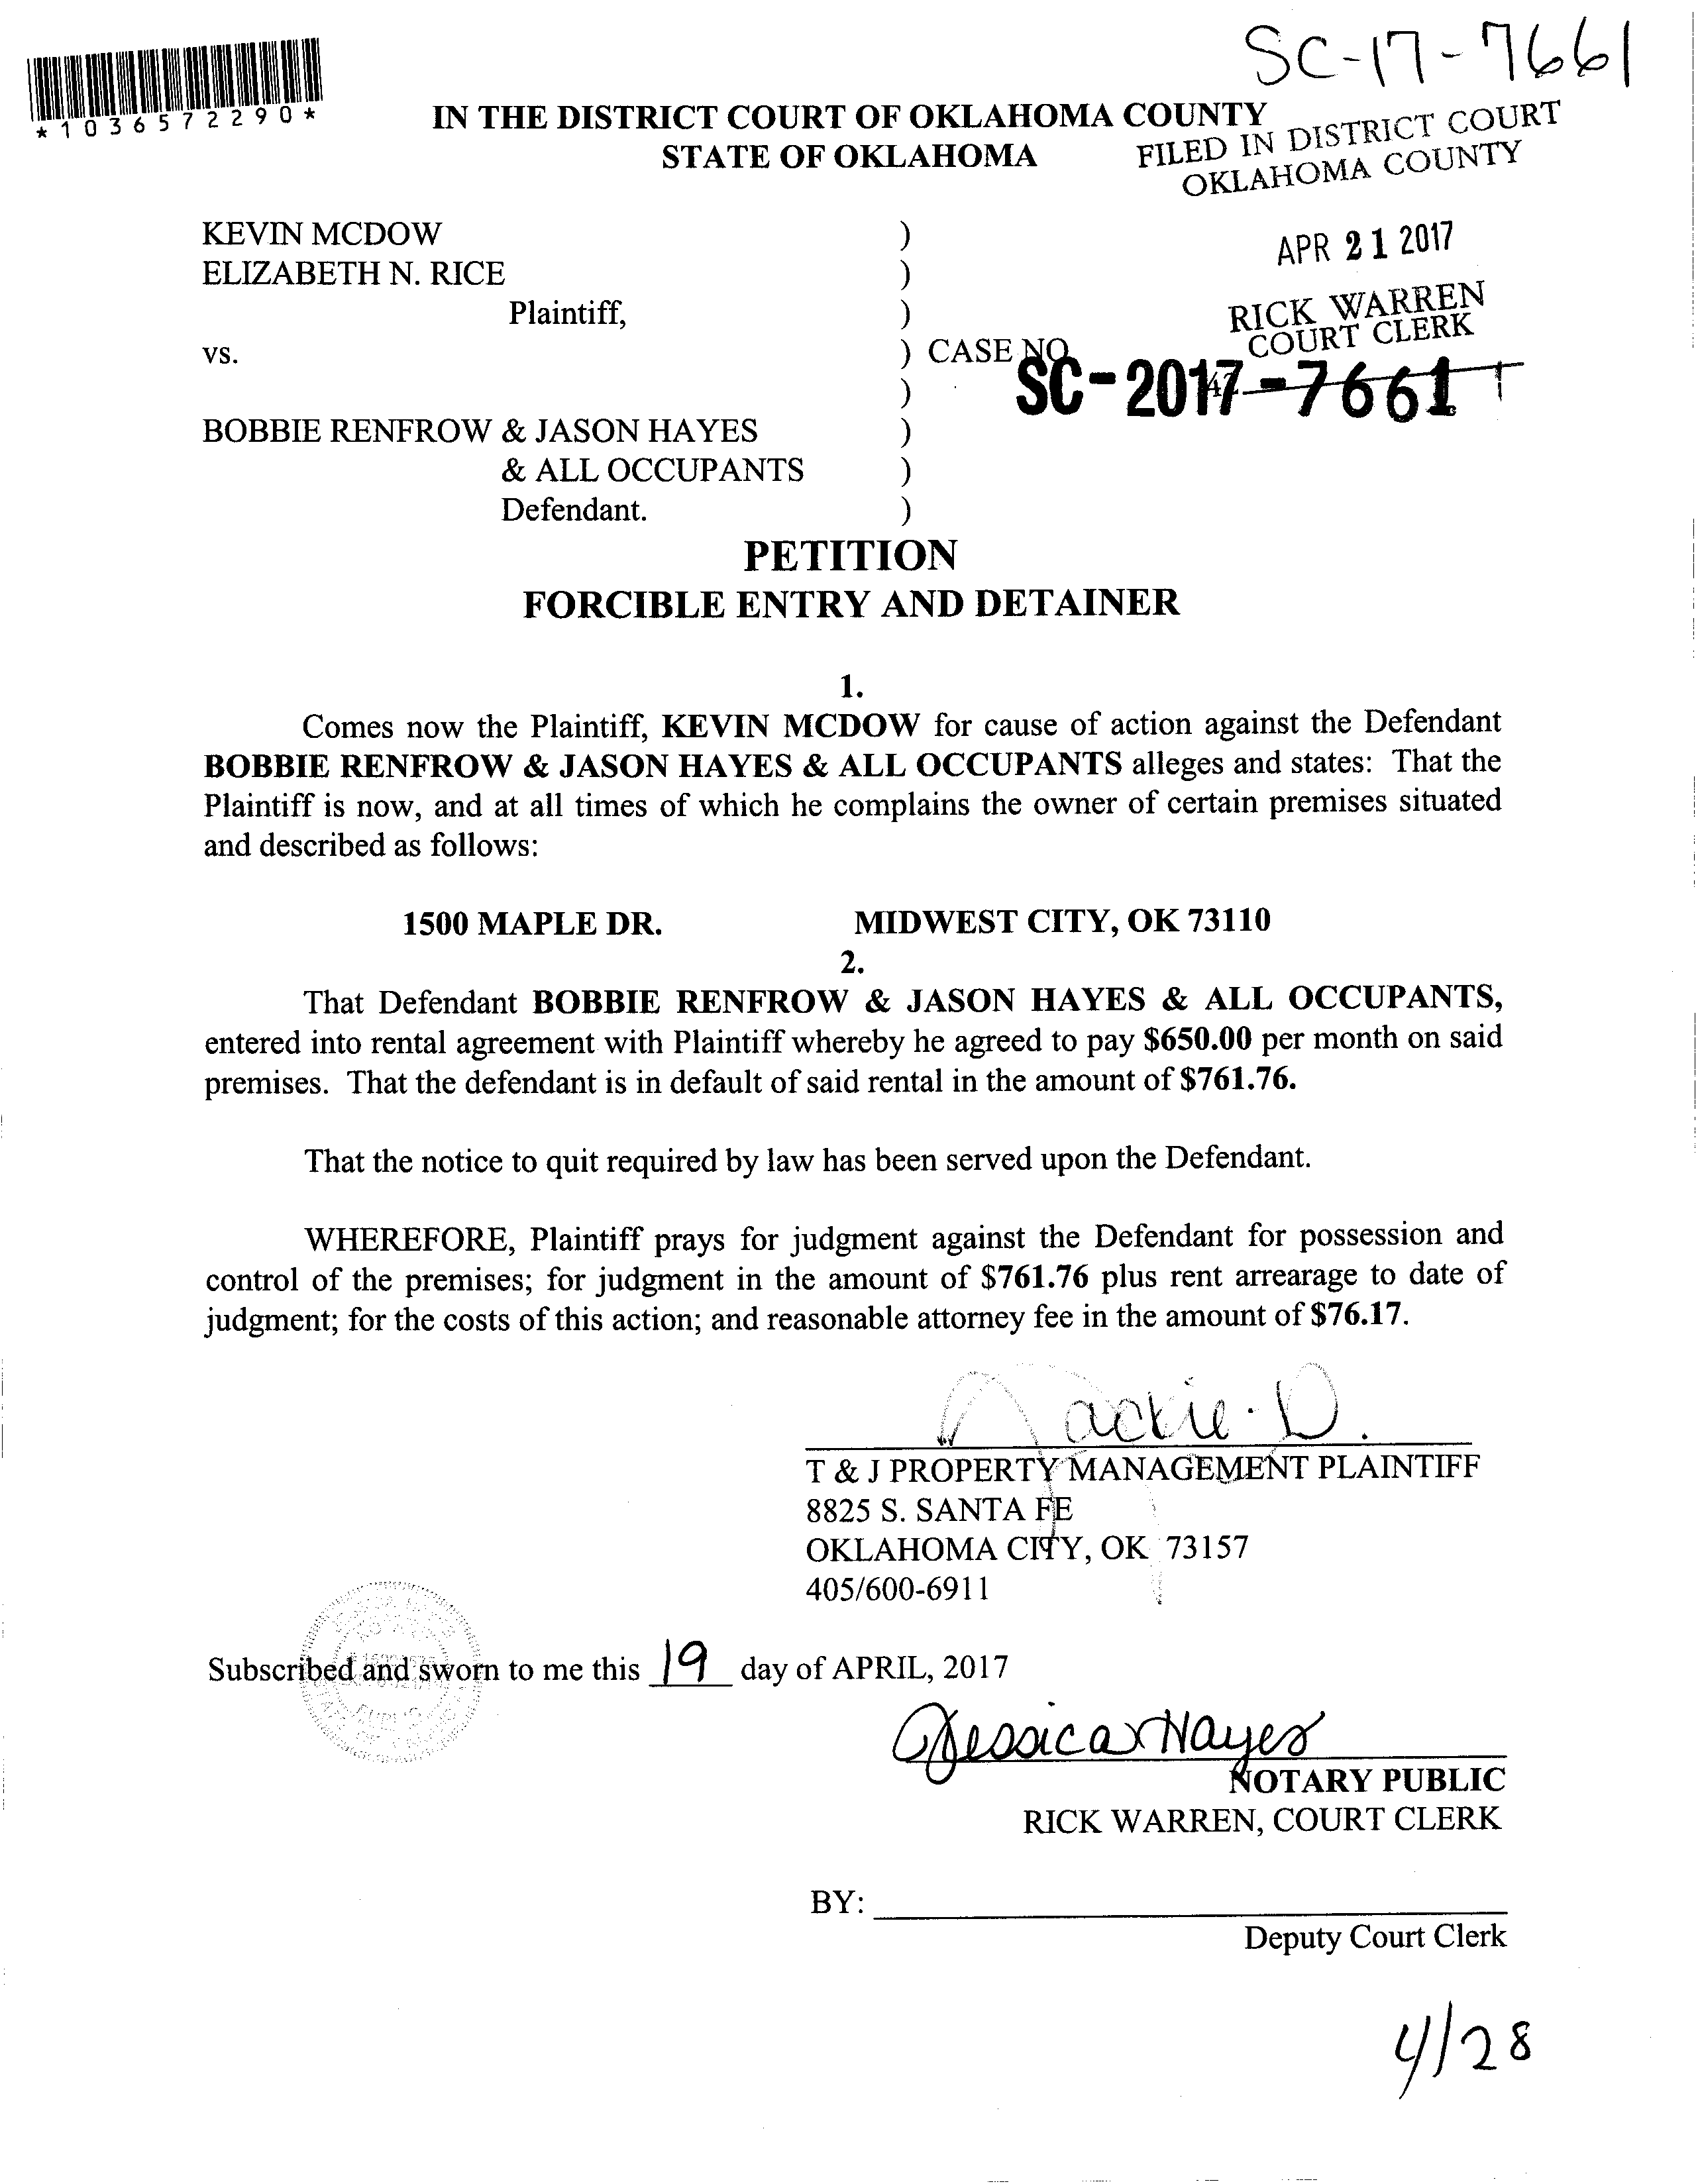 SC-17-7661
*1036572290*
IN THE DISTRICT COURT OF OKLAHOMA COUNTY
STATE OF OKLAHOMA
FILED IN DISTRICT COURT
OKLAHOMA COUNTY
KEVIN MCDOW )
ELIZABETH N. RICE )
Plaintiff, )
APR 21 2017
RICK WARREN
COURT CLERK
vs. ) CASE NO
SC-2017-7661
)
BOBBIE RENFROW & JASON HAYES )
& ALL OCCUPANTS )
Defendant. )
PETITION
FORCIBLE ENTRY AND DETAINER
1.
Comes now the Plaintiff, KEVIN MCDOW for cause of action against the Defendant
BOBBIE RENFROW & JASON HAYES & ALL OCCUPANTS alleges and states: That the
Plaintiff is now, and at all times of which he complains the owner of certain premises situated
and described as follows:
1500 MAPLE DR. MIDWEST CITY, OK 73110
2.
That Defendant BOBBIE RENFROW & JASON HAYES & ALL OCCUPANTS,
entered into rental agreement with Plaintiff whereby he agreed to pay $650.00 per month on said
premises. That the defendant is in default of said rental in the amount of $761.76.
That the notice to quit required by law has been served upon the Defendant.
WHEREFORE, Plaintiff prays for judgment against the Defendant for possession and
control of the premises; for judgment in the amount of $761.76 plus rent arrearage to date of
judgment; for the costs of this action; and reasonable attorney fee in the amount of $76.17.
Jackie D.
T & J PROPERTY MANAGEMENT PLAINTIFF
8825 S. SANTA FE
OKLAHOMA CITY, OK 73157
405/600-6911
Subscribed and sworn to me this 19 day of APRIL, 2017
Jessica Hayes
NOTARY PUBLIC
RICK WARREN, COURT CLERK
BY:
Deputy Court Clerk
4/28